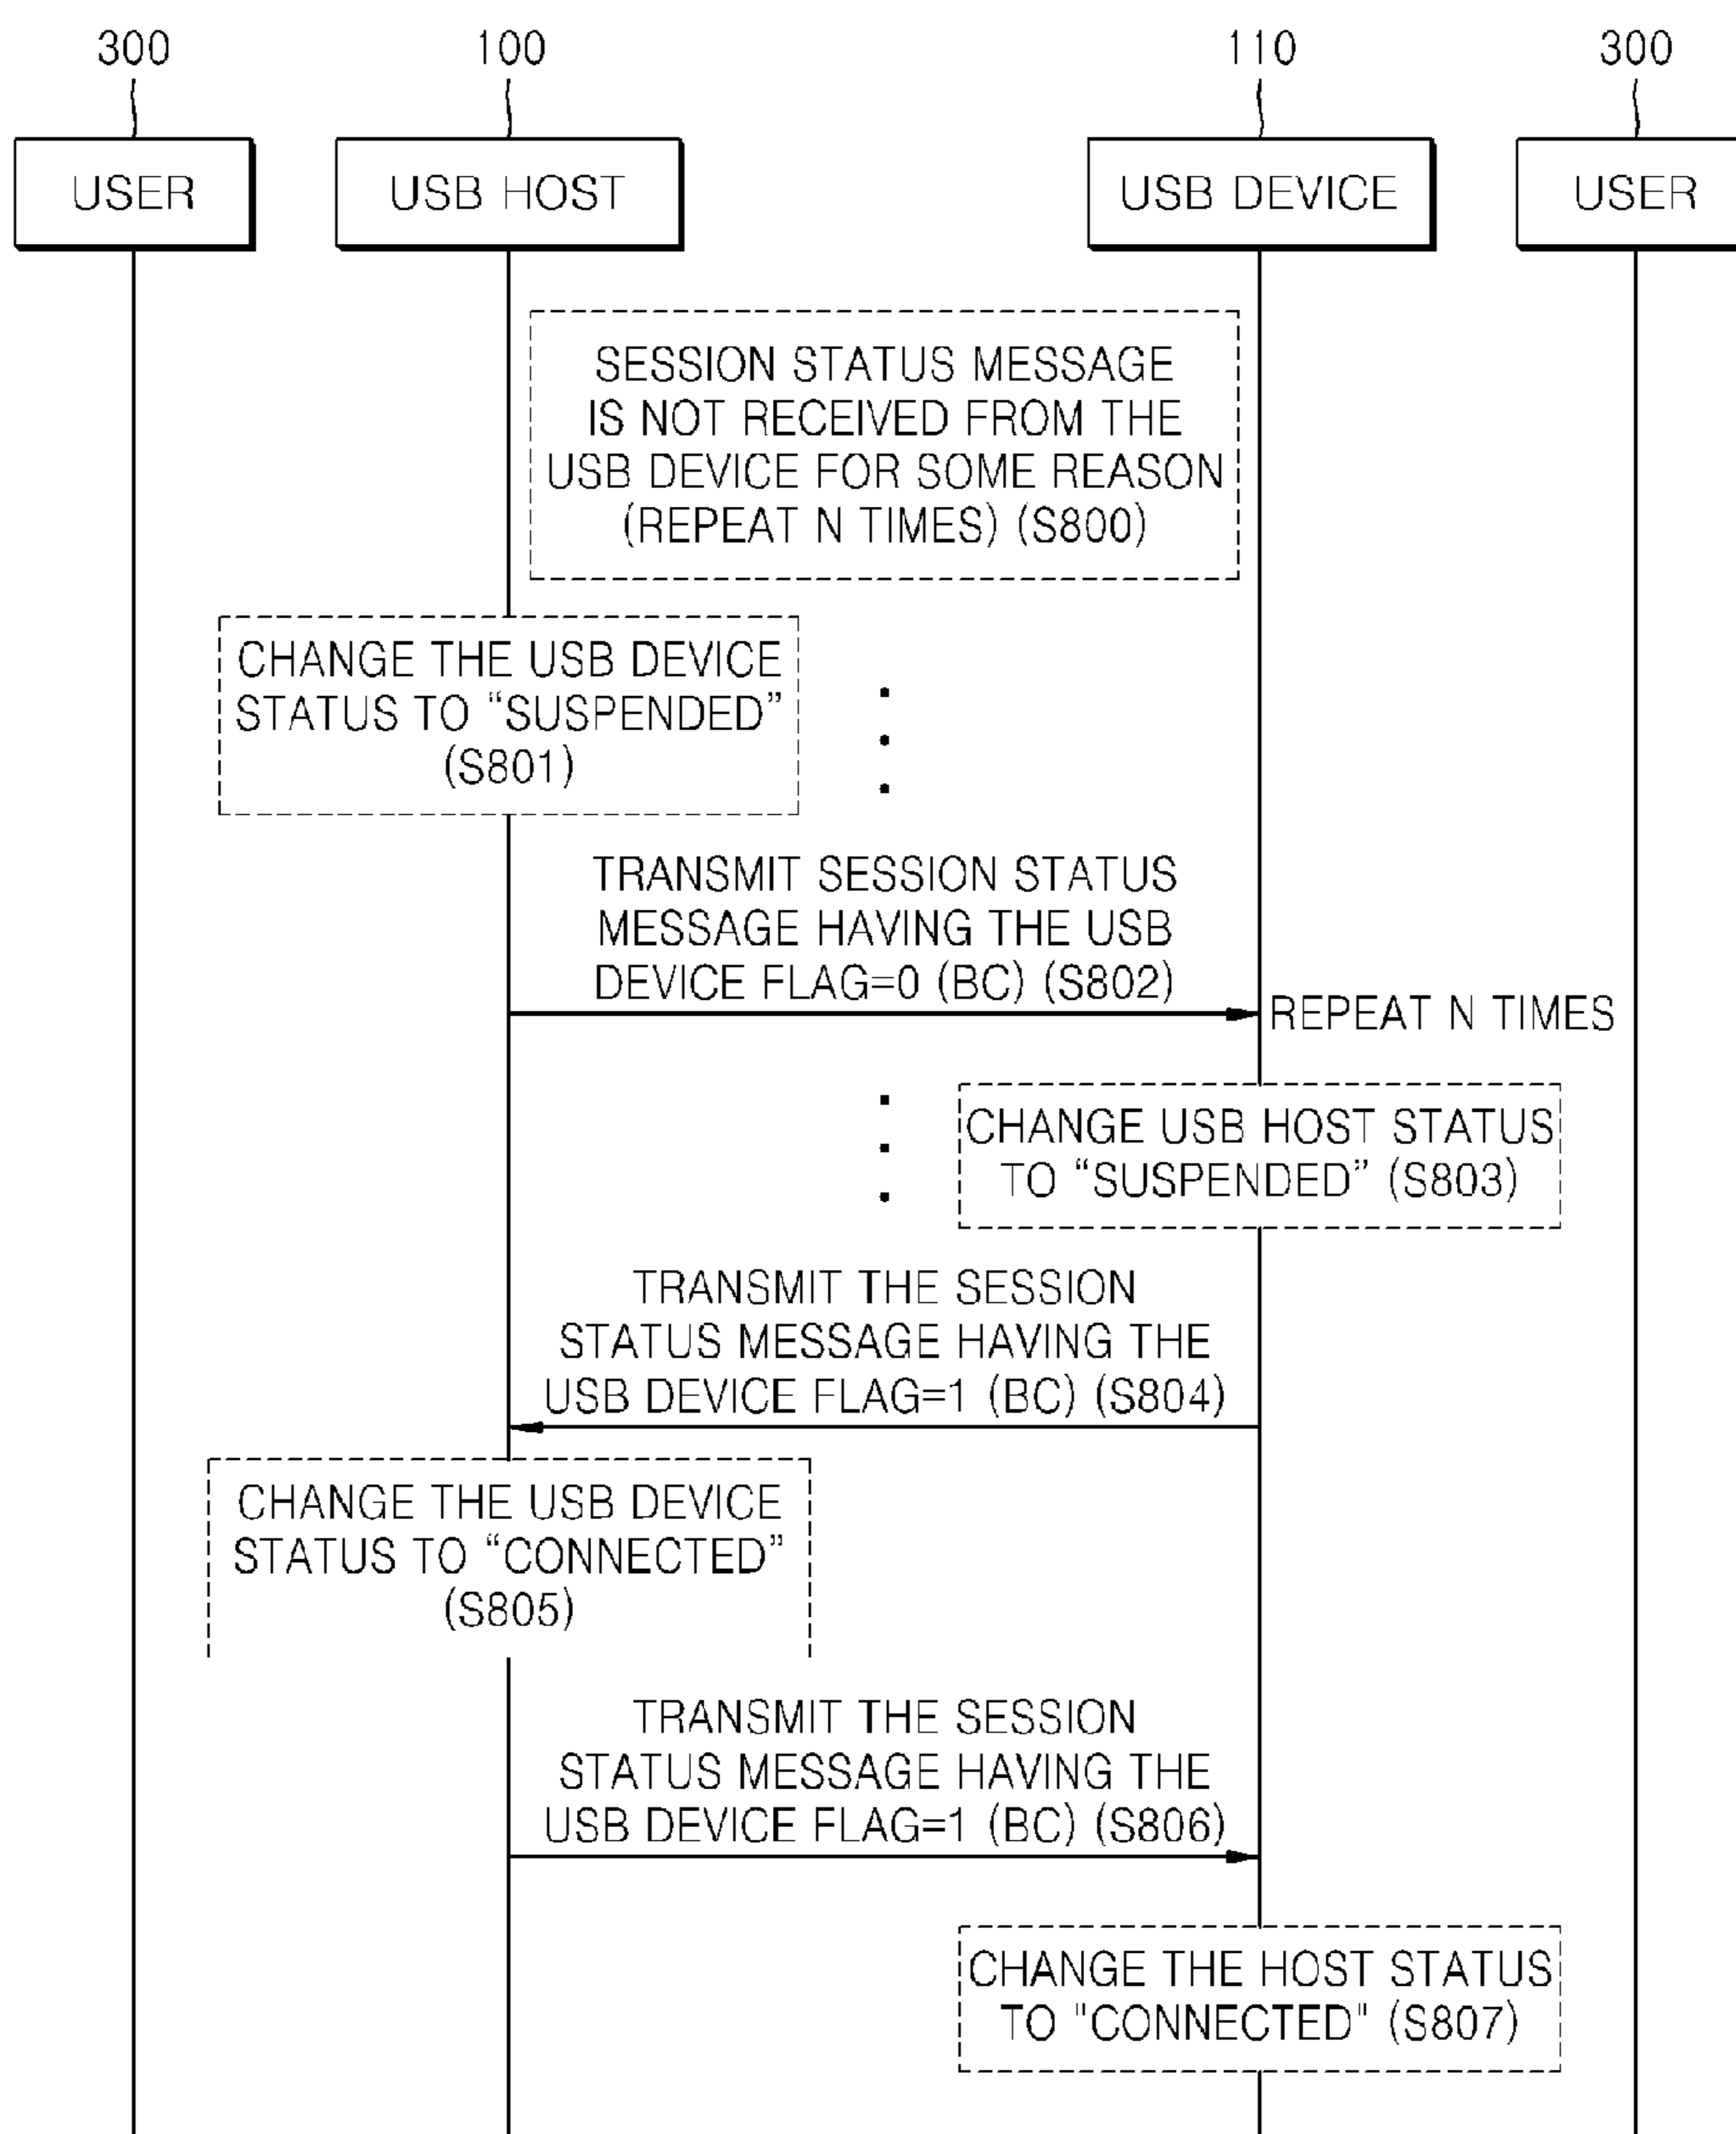 300
100
110
300
USER
USB HOST
USB DEVICE
USER
SESSION STATUS MESSAGE
IS NOT RECEIVED FROM THE
USB DEVICE FOR SOME REASON
(REPEAT N TIMES) (S800)
CHANGE THE USB DEVICE
STATUS TO “SUSPENDED”
(S801)
TRANSMIT SESSION STATUS
MESSAGE HAVING THE USB
DEVICE FLAG=0 (BC) (S802)
REPEAT N TIMES
CHANGE USB HOST STATUS
TO “SUSPENDED” (S803)
TRANSMIT THE SESSION
STATUS MESSAGE HAVING THE
USB DEVICE FLAG=1 (BC) (S804)
CHANGE THE USB DEVICE
STATUS TO “CONNECTED”
(S805)
TRANSMIT THE SESSION
STATUS MESSAGE HAVING THE
USB DEVICE FLAG=1 (BC) (S806)
CHANGE THE HOST STATUS
TO "CONNECTED" (S807)